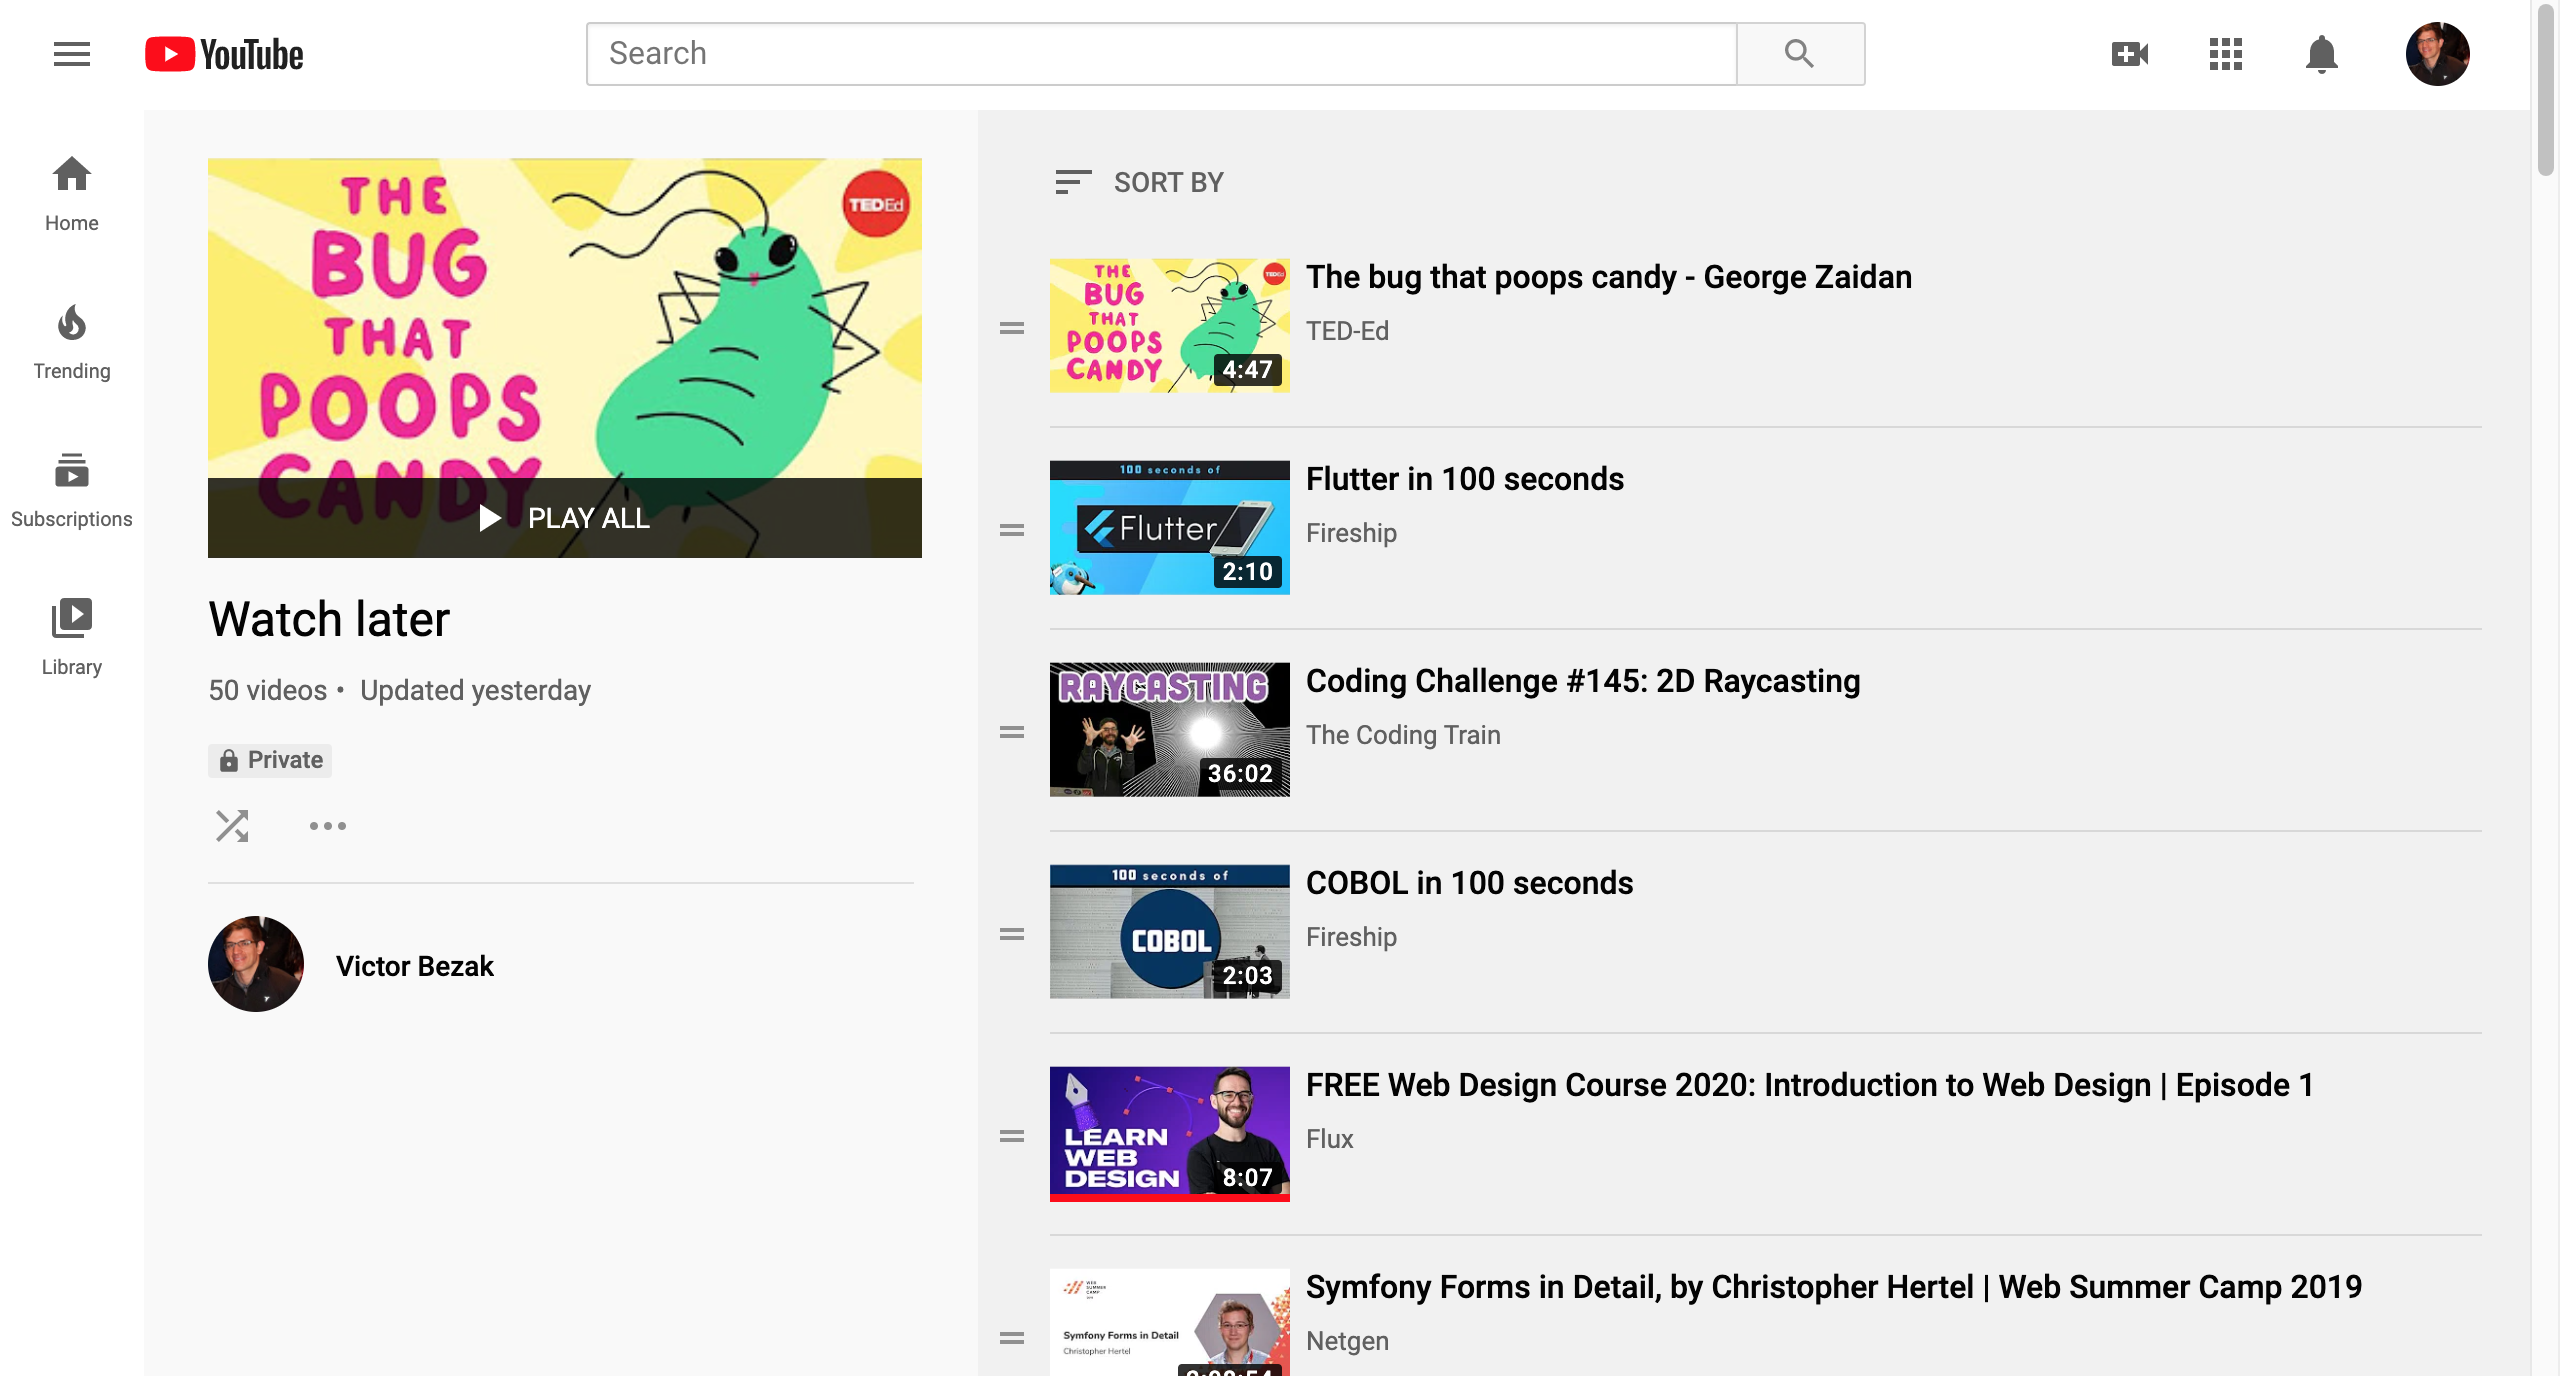 YouTube
Search
Home
Trending
Subscriptions
Library
THE
BUG
THAT
POOPS
CANDY
TEDEd
PLAY ALL
Watch later
50 videos • Updated yesterday
Private
Victor Bezak
SORT BY
THE
BUG
THAT
POOPS
CANDY
TEDEd
4:47
The bug that poops candy - George Zaidan
TED-Ed
100 seconds of
Flutter
2:10
Flutter in 100 seconds
Fireship
RAYCASTING
36:02
Coding Challenge #145: 2D Raycasting
The Coding Train
100 seconds of
COBOL
2:03
COBOL in 100 seconds
Fireship
LEARN
WEB
DESIGN
8:07
FREE Web Design Course 2020: Introduction to Web Design | Episode 1
Flux
WEB
SUMMER
CAMP
Symfony Forms in Detail
Christopher Hertel
Symfony Forms in Detail, by Christopher Hertel | Web Summer Camp 2019
Netgen